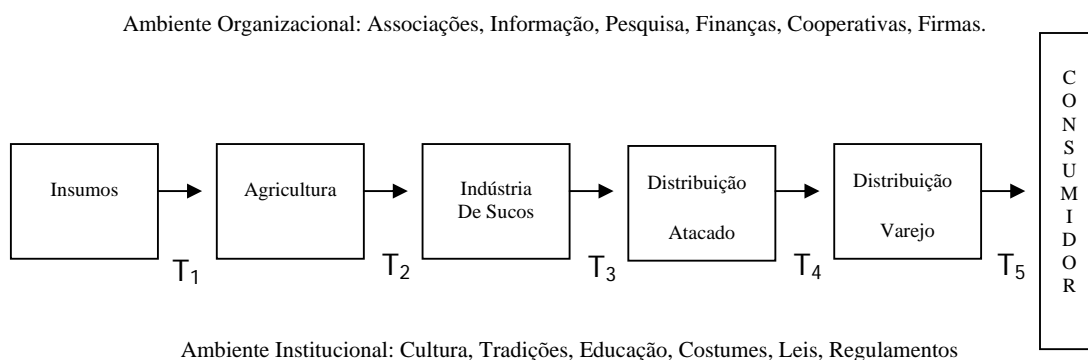 Ambiente Organizacional: Associações, Informação, Pesquisa, Finanças, Cooperativas, Firmas.
Insumos
Agricultura
Indústria
De Sucos
Distribuição
Atacado
Distribuição
Varejo
C
O
N
S
U
M
I
D
O
R
T1
T2
T3
T4
T5
Ambiente Institucional: Cultura, Tradições, Educação, Costumes, Leis, Regulamentos